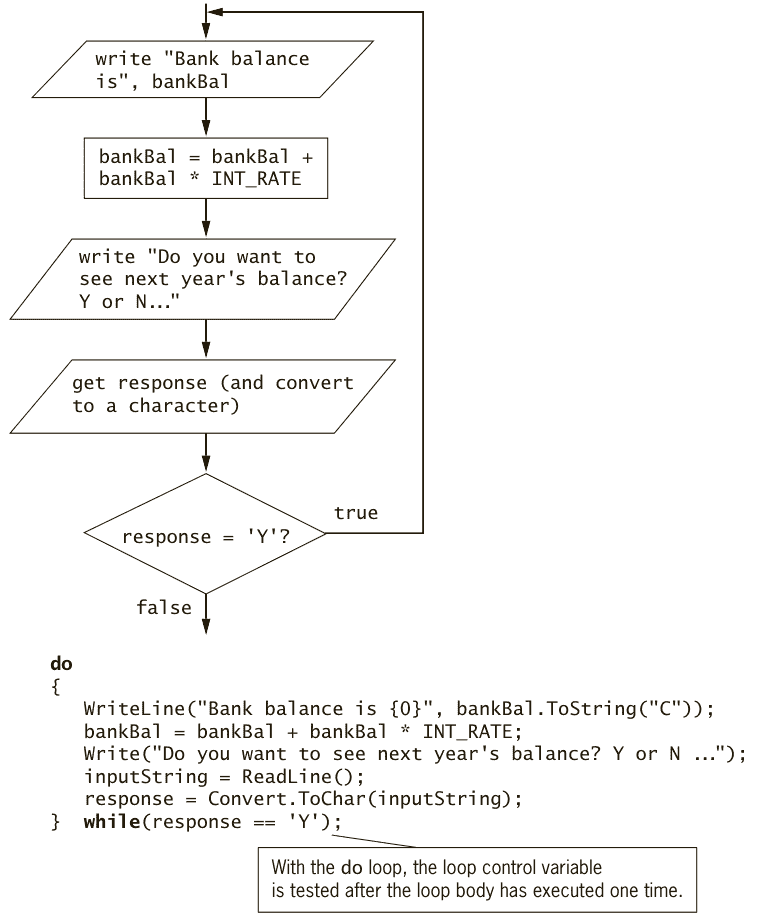 write "Bank balance
is", bankBal
bankBal = bankBal +
bankBal * INT_RATE
write "Do you want to
see next year's balance?
Y or N…"
get response (and convert
to a character)
response = 'Y'?
true
false
do
{
WriteLine("Bank balance is {0}", bankBal.ToString("C"));
bankBal = bankBal + bankBal * INT_RATE;
Write("Do you want to see next year's balance? Y or N …");
inputString = ReadLine();
response = Convert.ToChar(inputString);
} while(response == 'Y');
With the do loop, the loop control variable
is tested after the loop body has executed one time.